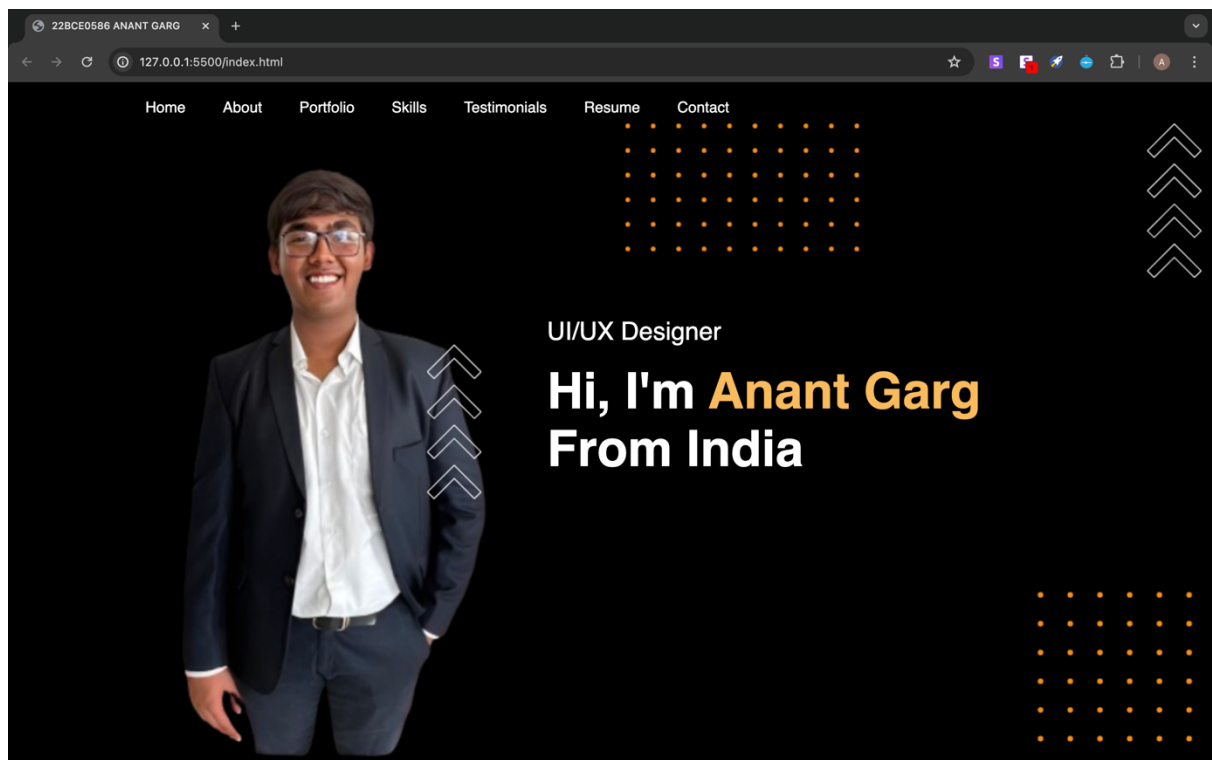 22BCE0586 ANANT GARG
127.0.0.1:5500/index.html
S
S
1
A
Home About Portfolio Skills Testimonials Resume Contact
UI/UX Designer
Hi, I'm Anant Garg
From India